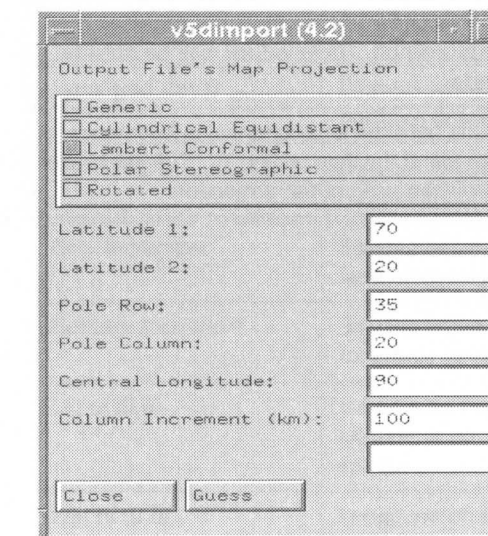 v5dimport (4.2)
Output File's Map Projection
Generic
Cylindrical Equidistant
Lambert Conformal
Polar Stereographic
Rotated
Latitude 1: 70
Latitude 2: 20
Pole Row: 35
Pole Column: 20
Central Longitude: 90
Column Increment (km): 100
Close Guess